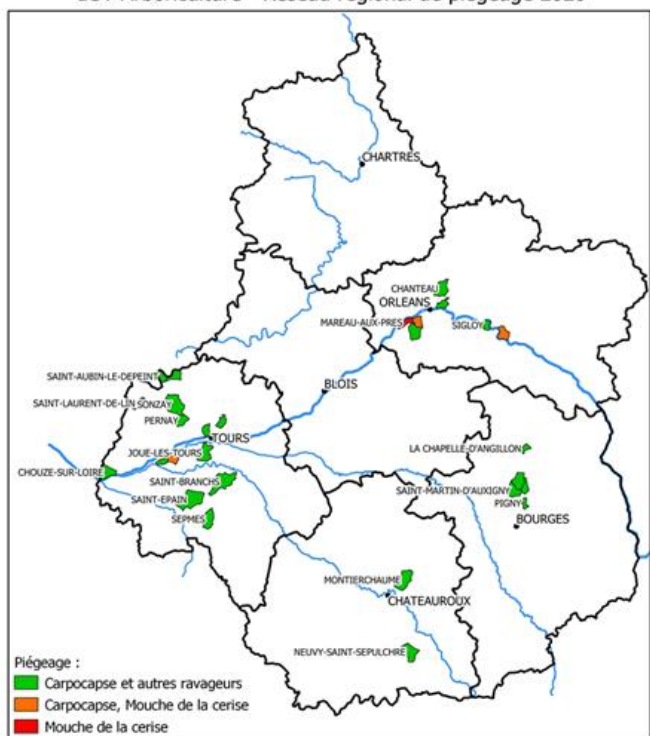 CHARTRES
CHANTEAU
ORLEANS
MAREAU-AUX-PRES
SIGLOY
SAINT-AUBIN-LE-DEPEINT
BLOIS
SAINT-LAURENT-DE-LIN
SONZAY
PERNAY
TOURS
JOUE-LES-TOURS
LA CHAPELLE-D'ANGILLON
CHOUZE-SUR-LOIRE
SAINT-BRANCHS
SAINT-MARTIN-D'AUXIGNY
SAINT-EPAIN
PIGNY
SEPMES
BOURGES
MONTIERCHAUME
CHATEAUROUX
NEUVY-SAINT-SEPULCHRE
Piégeage :
Carpocapse et autres ravageurs
Carpocapse, Mouche de la cerise
Mouche de la cerise